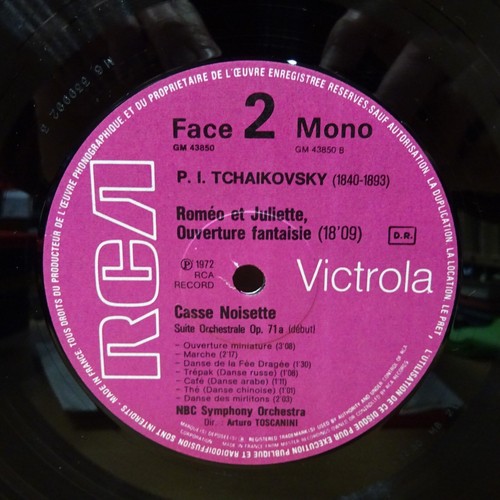 TOUS DROITS DU PRODUCTEUR DE L'ŒUVRE PHONOGRAPHIQUE ET DU PROPRIETAIRE DE L'ŒUVRE ENREGISTREE RESERVES. SAUF AUTORISATION, LA DUPLICATION, LA LOCATION, LE PRET, L'UTILISATION DE CE DISQUE POUR EXECUTION PUBLIQUE ET RADIODIFFUSION SONT INTERDITS
MADE IN FRANCE
RCA
Face 2 Mono
GM 43850
GM 43850 B
P. I. TCHAIKOVSKY (1840-1893)
Roméo et Juliette,
Ouverture fantaisie (18'09)
D.R.
℗ 1972
RCA
RECORD
Victrola
Casse Noisette
Suite Orchestrale Op. 71a (début)
- Ouverture miniature (3'08)
- Marche (2'17)
- Danse de la Fée Dragée (1'30)
- Trépak (Danse russe) (1'08)
- Café (Danse arabe) (1'11)
- Thé (Danse chinoise) (1'01)
- Danse des mirlitons (2'03)
NBC Symphony Orchestra
Dir. Arturo TOSCANINI